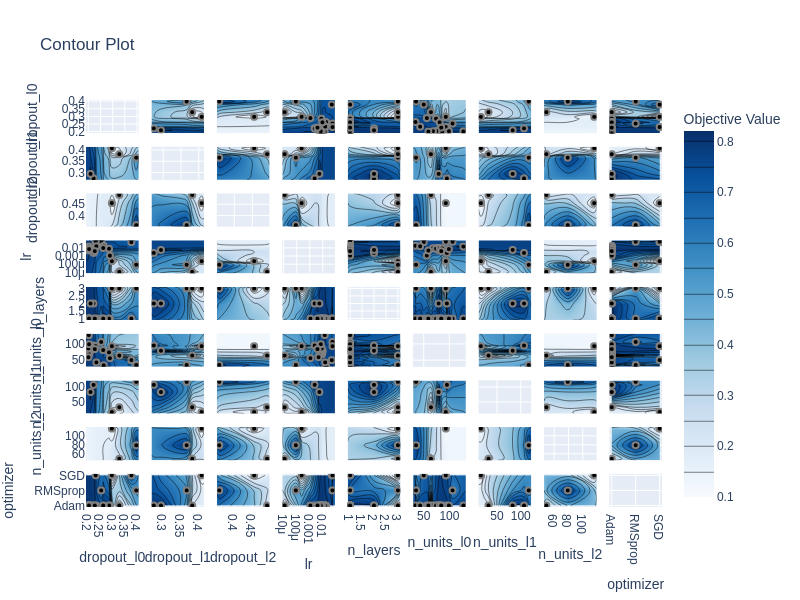 Contour Plot
dropout_l0
0.4
0.35
0.3
0.25
0.2
dropout_l1
0.4
0.35
0.3
dropout_l2
0.45
0.4
lr
0.01
0.001
100μ
10μ
n_layers
3
2.5
2
1.5
1
n_units_l0
100
50
n_units_l1
100
50
n_units_l2
100
80
60
optimizer
SGD
RMSprop
Adam
0.2 0.25 0.3 0.35 0.4
0.3 0.35 0.4
0.4 0.45
10μ 100μ 0.001 0.01
1 1.5 2 2.5 3
50 100
50 100
60 80 100
Adam RMSprop SGD
dropout_l0 dropout_l1 dropout_l2 lr n_layers n_units_l0 n_units_l1 n_units_l2 optimizer
Objective Value
0.8
0.7
0.6
0.5
0.4
0.3
0.2
0.1